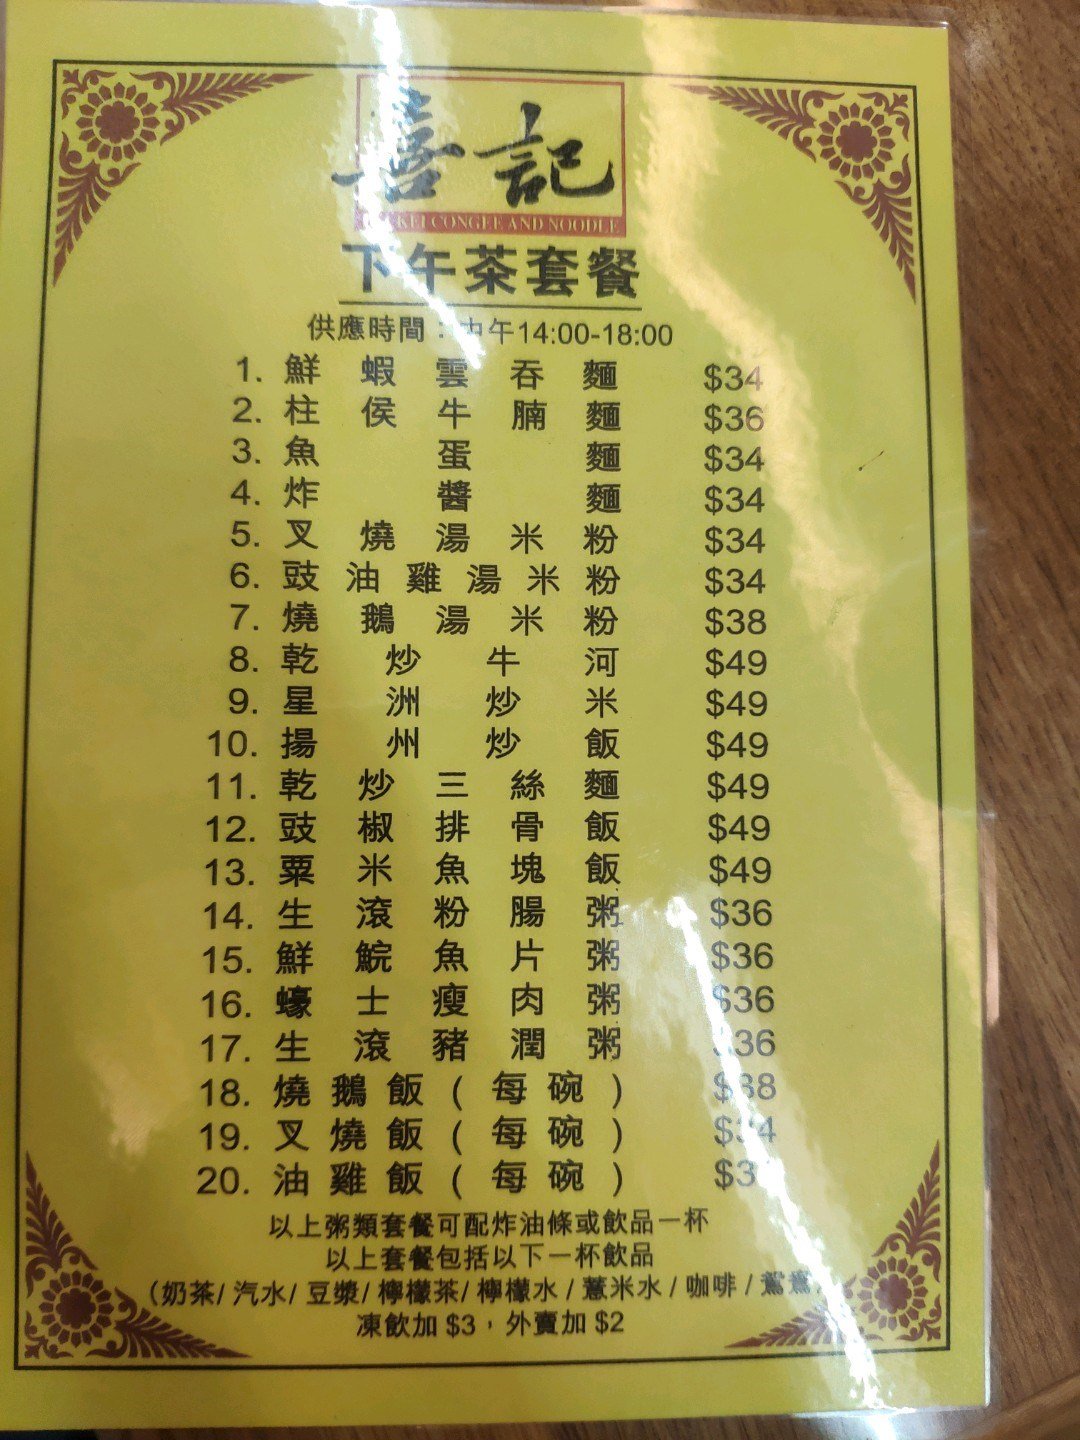 喜記
KEI CONGEE AND NOODLE
下午茶套餐
供應時間：中午14:00-18:00
1. 鮮蝦雲吞麵 $34
2. 柱侯牛腩麵 $36
3. 魚蛋麵 $34
4. 炸醬麵 $34
5. 叉燒湯米粉 $34
6. 豉油雞湯米粉 $34
7. 燒鵝湯米粉 $38
8. 乾炒牛河 $49
9. 星洲炒米 $49
10. 揚州炒飯 $49
11. 乾炒三絲麵 $49
12. 豉椒排骨飯 $49
13. 粟米魚塊飯 $49
14. 生滾粉腸粥 $36
15. 鮮鯇魚片粥 $36
16. 蠔士瘦肉粥 $36
17. 生滾豬潤粥 $36
18. 燒鵝飯(每碗) $38
19. 叉燒飯(每碗) $34
20. 油雞飯(每碗) $3
以上粥類套餐可配炸油條或飲品一杯
以上套餐包括以下一杯飲品
(奶茶/汽水/豆漿/檸檬茶/檸檬水/薏米水/咖啡/鴛鴦
凍飲加 $3，外賣加 $2